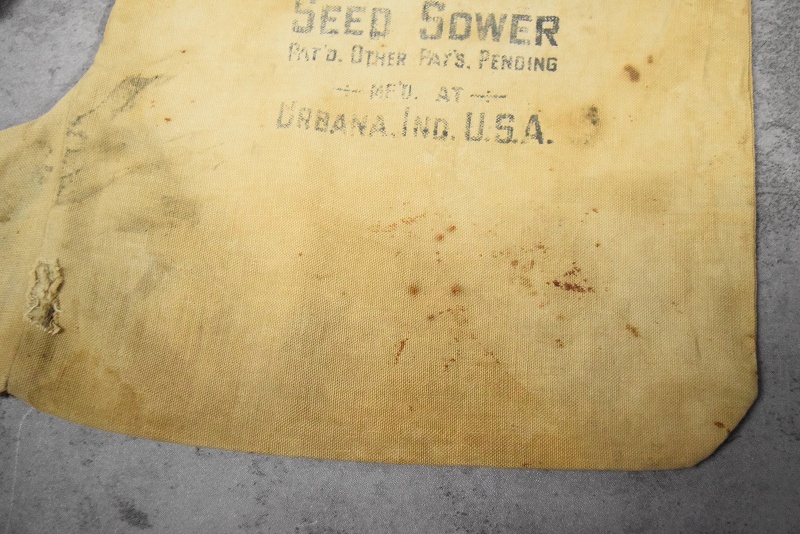 SEED SOWER
PAT'D. OTHER PAT'S. PENDING
MF'D. AT
URBANA, IND. U.S.A.